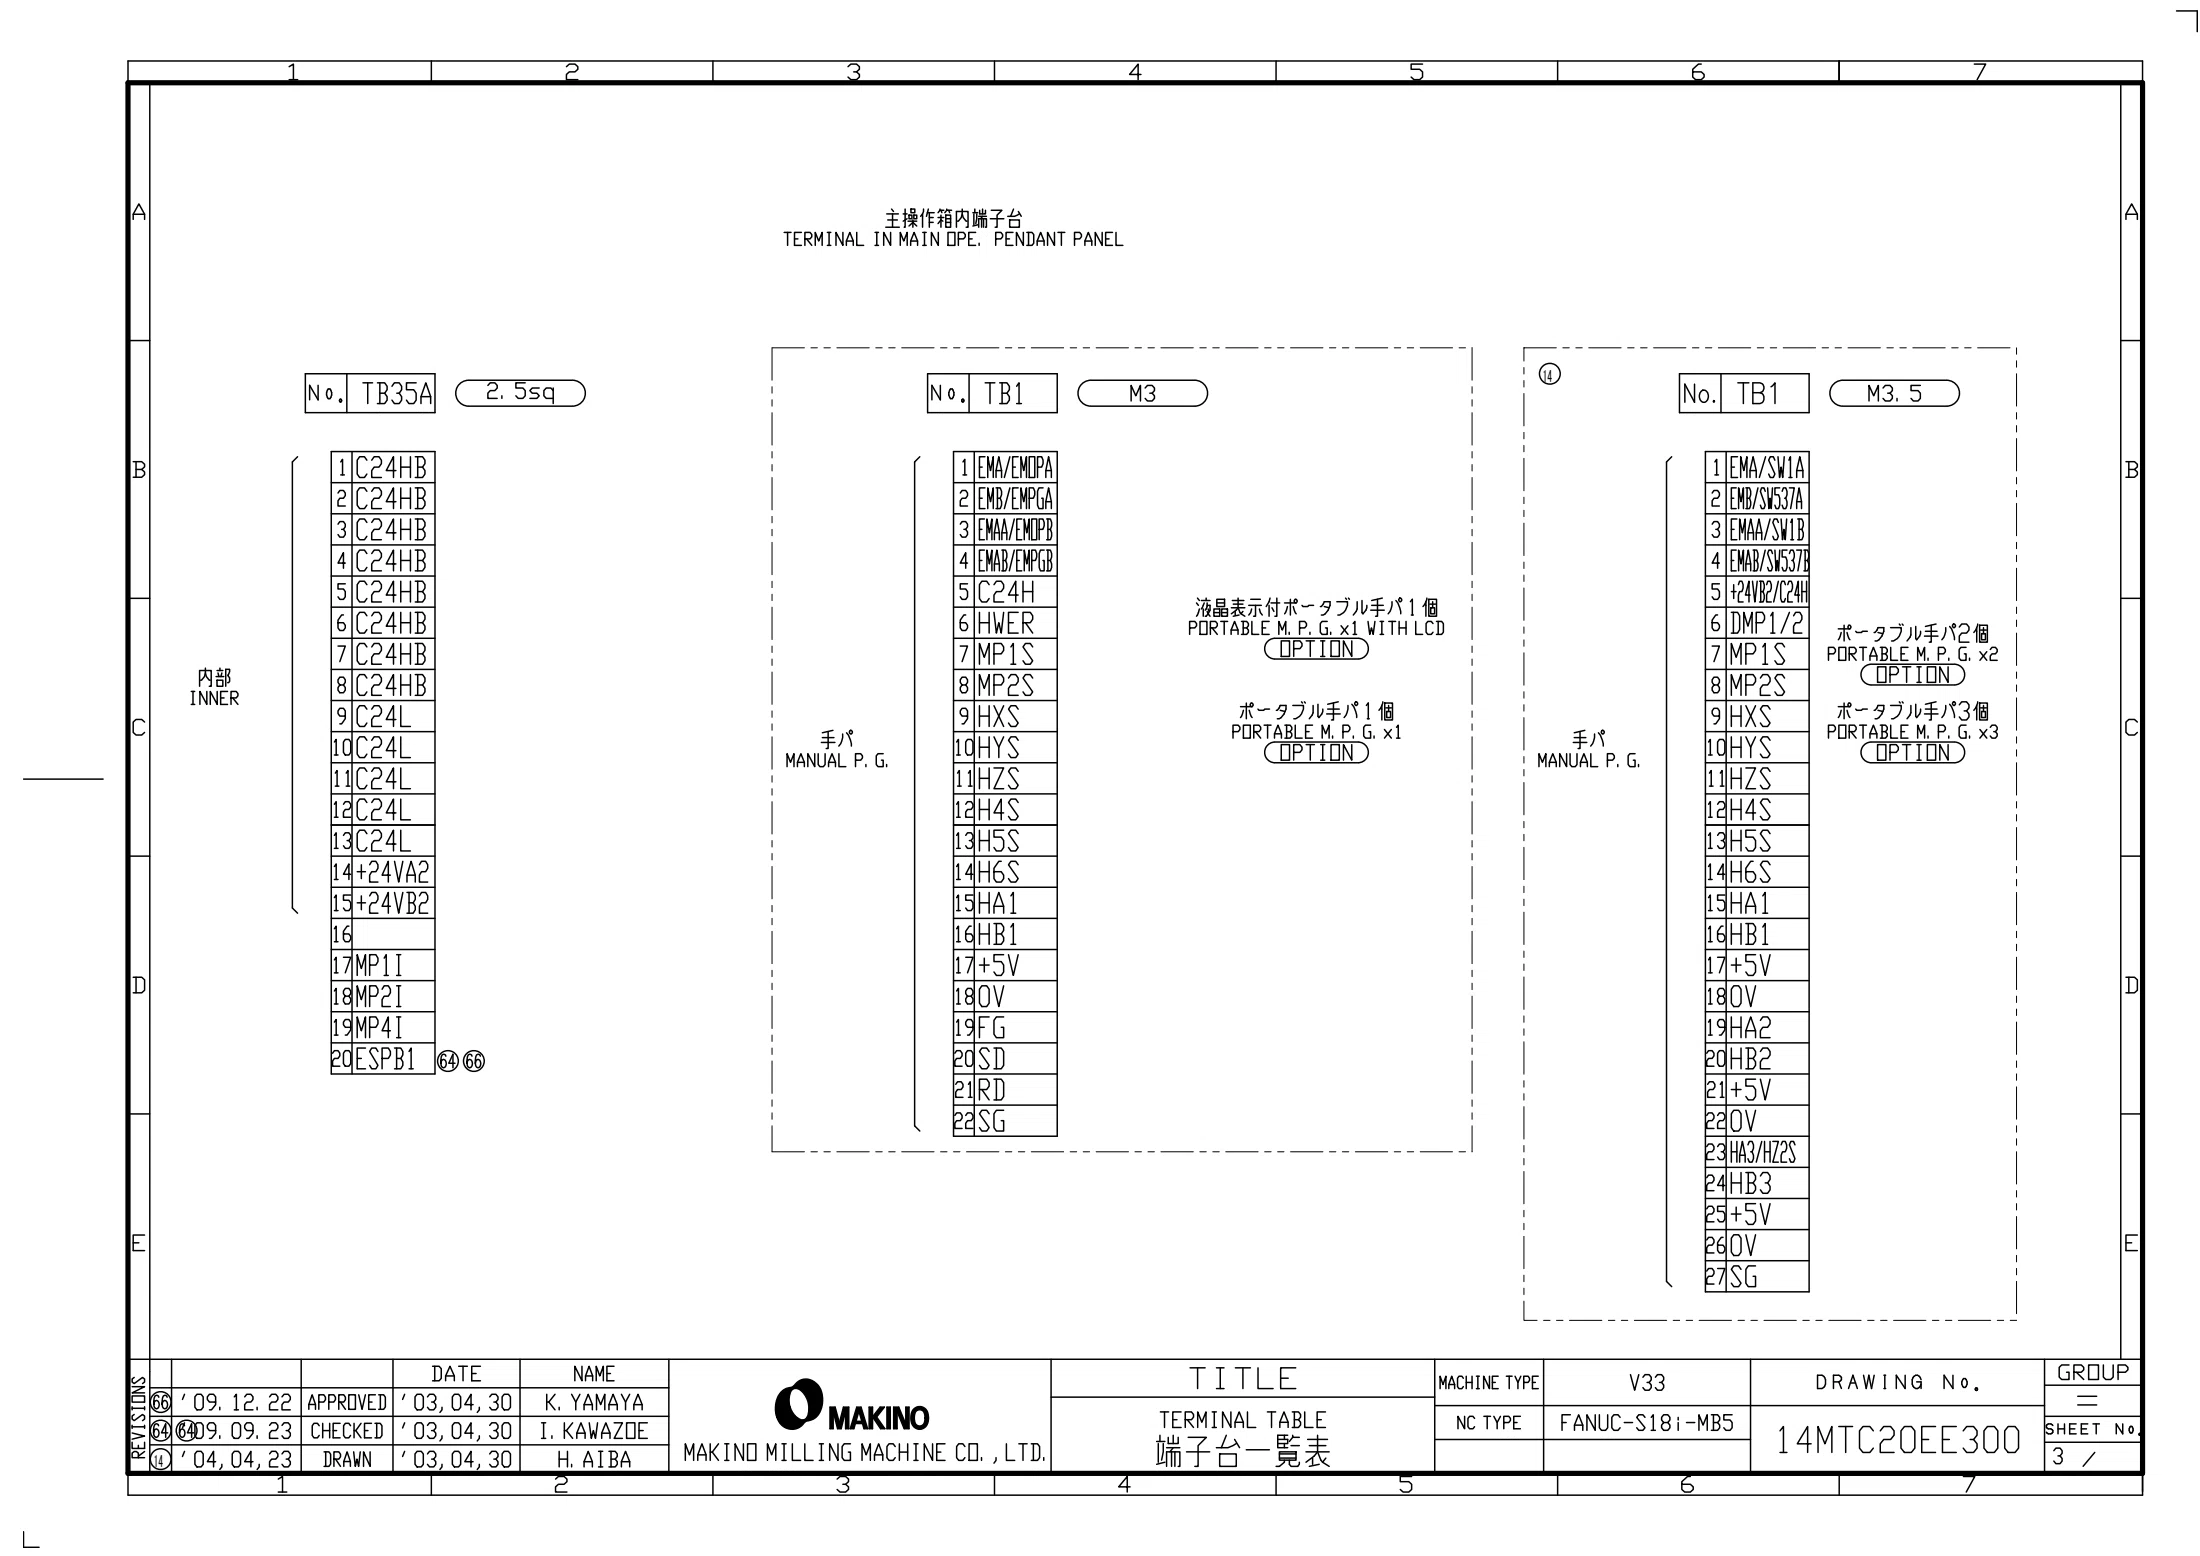 1 2 3 4 5 6 7
A A
主操作箱内端子台
TERMINAL IN MAIN OPE. PENDANT PANEL
B B
No. TB35A 2.5sq
1 C24HB
2 C24HB
3 C24HB
4 C24HB
5 C24HB
6 C24HB
7 C24HB
8 C24HB
9 C24L
10 C24L
11 C24L
12 C24L
13 C24L
14 +24VA2
15 +24VB2
16
17 MP1I
18 MP2I
19 MP4I
20 ESPB1 64 66
内部
INNER
No. TB1 M3
1 EMA/EMOPA
2 EMB/EMPGA
3 EMAA/EMOPB
4 EMAB/EMPGB
5 C24H
6 HWER
7 MP1S
8 MP2S
9 HXS
10 HYS
11 HZS
12 H4S
13 H5S
14 H6S
15 HA1
16 HB1
17 +5V
18 0V
19 FG
20 SD
21 RD
22 SG
手パ
MANUAL P. G.
液晶表示付ポータブル手パ1個
PORTABLE M. P. G. x1 WITH LCD
OPTION
ポータブル手パ1個
PORTABLE M. P. G. x1
OPTION
14
No. TB1 M3.5
1 EMA/SW1A
2 EMB/SW537A
3 EMAA/SW1B
4 EMAB/SW537B
5 +24VB2/C24H
6 DMP1/2
7 MP1S
8 MP2S
9 HXS
10 HYS
11 HZS
12 H4S
13 H5S
14 H6S
15 HA1
16 HB1
17 +5V
18 0V
19 HA2
20 HB2
21 +5V
22 0V
23 HA3/HZ2S
24 HB3
25 +5V
26 0V
27 SG
手パ
MANUAL P. G.
ポータブル手パ2個
PORTABLE M. P. G. x2
OPTION
ポータブル手パ3個
PORTABLE M. P. G. x3
OPTION
C C
D D
E E
REVISIONS
DATE NAME
66 '09. 12. 22 APPROVED '03, 04, 30 K. YAMAYA
64 64 09. 09. 23 CHECKED '03, 04, 30 I. KAWAZOE
14 '04, 04, 23 DRAWN '03, 04, 30 H. AIBA
MAKINO
MAKINO MILLING MACHINE CO. , LTD.
TITLE
TERMINAL TABLE
端子台一覧表
MACHINE TYPE V33
NC TYPE FANUC-S18i-MB5
DRAWING No.
14MTC20EE300
GROUP
=
SHEET No.
3 /
1 2 3 4 5 6 7